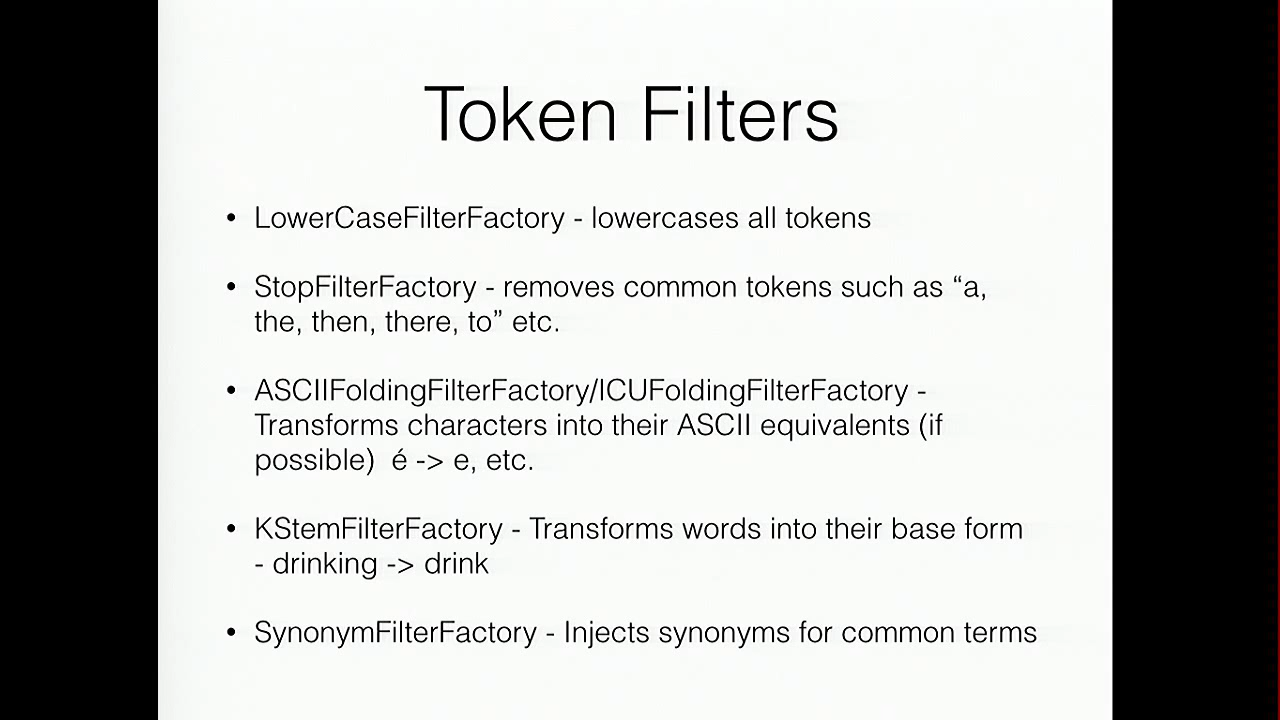 Token Filters
• LowerCaseFilterFactory - lowercases all tokens
• StopFilterFactory - removes common tokens such as “a,
the, then, there, to” etc.
• ASCIIFoldingFilterFactory/ICUFoldingFilterFactory -
Transforms characters into their ASCII equivalents (if
possible)  é -> e, etc.
• KStemFilterFactory - Transforms words into their base form
- drinking -> drink
• SynonymFilterFactory - Injects synonyms for common terms